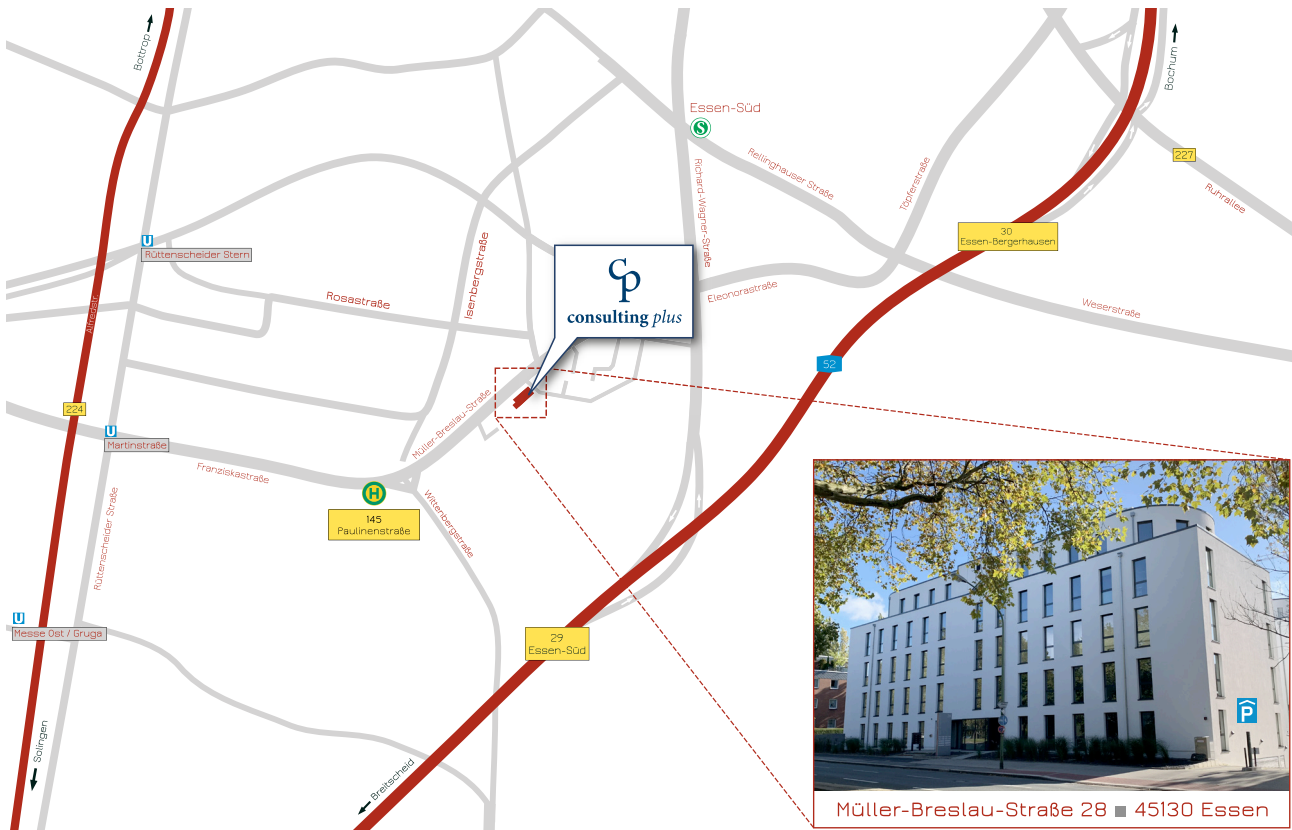 Bottrop
Bochum
Essen-Süd
S
Rellinghauser Straße
Richard-Wagner-Straße
Töpferstraße
227
Ruhrallee
30
Essen-Bergerhausen
U
Rüttenscheider Stern
Isenbergstraße
Rosastraße
cp
consulting plus
Eleonorastraße
Weserstraße
Alfredstr.
52
224
Müller-Breslau-Straße
U
Martinstraße
Franziskastraße
H
145
Paulinenstraße
Wittenbergstraße
Rüttenscheider Straße
U
Messe Ost / Gruga
29
Essen-Süd
Solingen
Breitscheid
P
Müller-Breslau-Straße 28 ■ 45130 Essen